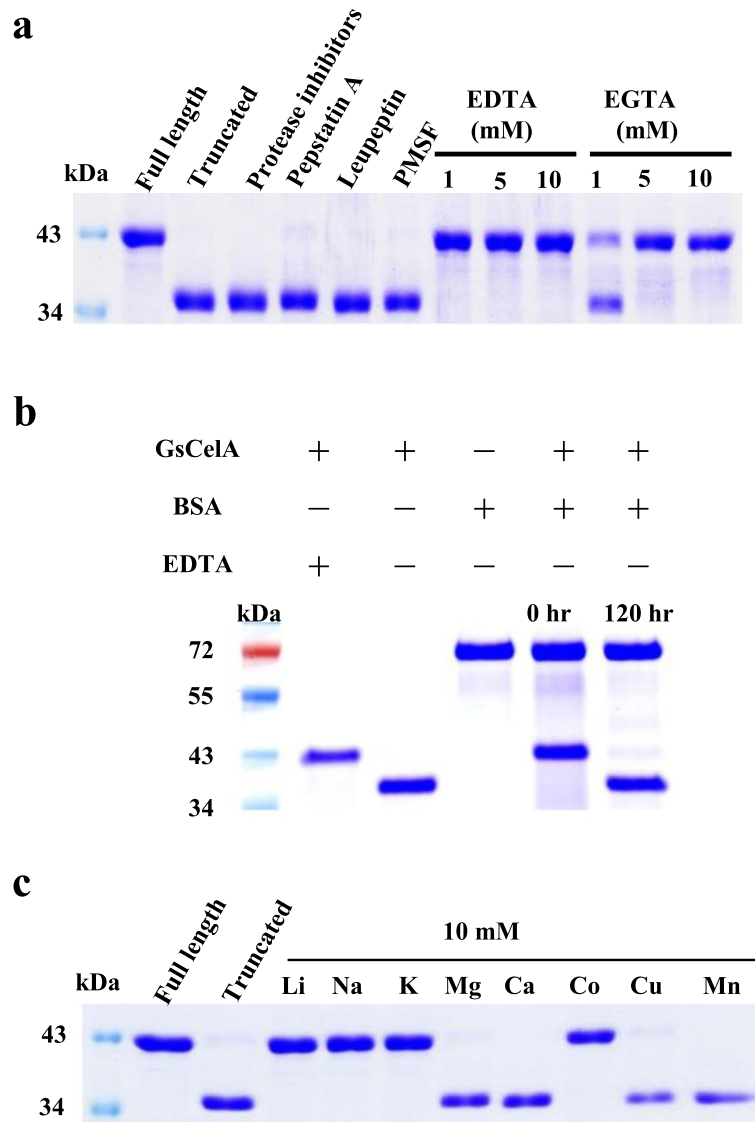 a
Full length
Truncated
Protease inhibitors
Pepstatin A
Leupeptin
PMSF
EDTA
(mM)
EGTA
(mM)
kDa
1 5 10 1 5 10
43
34
b
GsCelA + + − + +
BSA − − + + +
EDTA + − − − −
kDa 0 hr 120 hr
72
55
43
34
c
Full length
Truncated
10 mM
kDa Li Na K Mg Ca Co Cu Mn
43
34